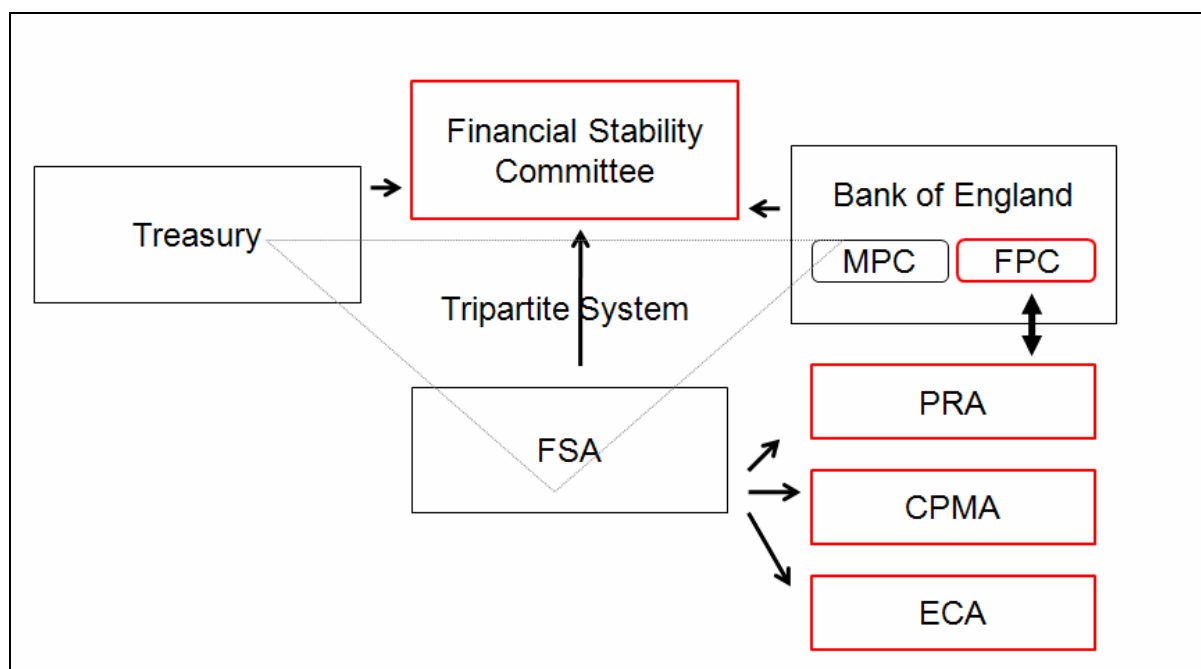 Financial Stability
Committee
Treasury
Bank of England
MPC
FPC
Tripartite System
FSA
PRA
CPMA
ECA